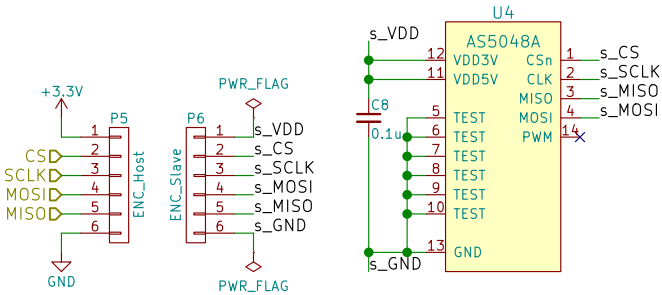 U4
s_VDD
AS5048A
12 VDD3V CSn 1 s_CS
11 VDD5V CLK 2 s_SCLK
MISO 3 s_MISO
MOSI 4 s_MOSI
PWM 14
C8
0.1u
5 TEST
6 TEST
7 TEST
8 TEST
9 TEST
10 TEST
13 GND
s_GND
+3.3V
P5
ENC_Host
1
CS 2
SCLK 3
MOSI 4
MISO 5
6
GND
PWR_FLAG
P6
ENC_Slave
1 s_VDD
2 s_CS
3 s_SCLK
4 s_MOSI
5 s_MISO
6 s_GND
PWR_FLAG